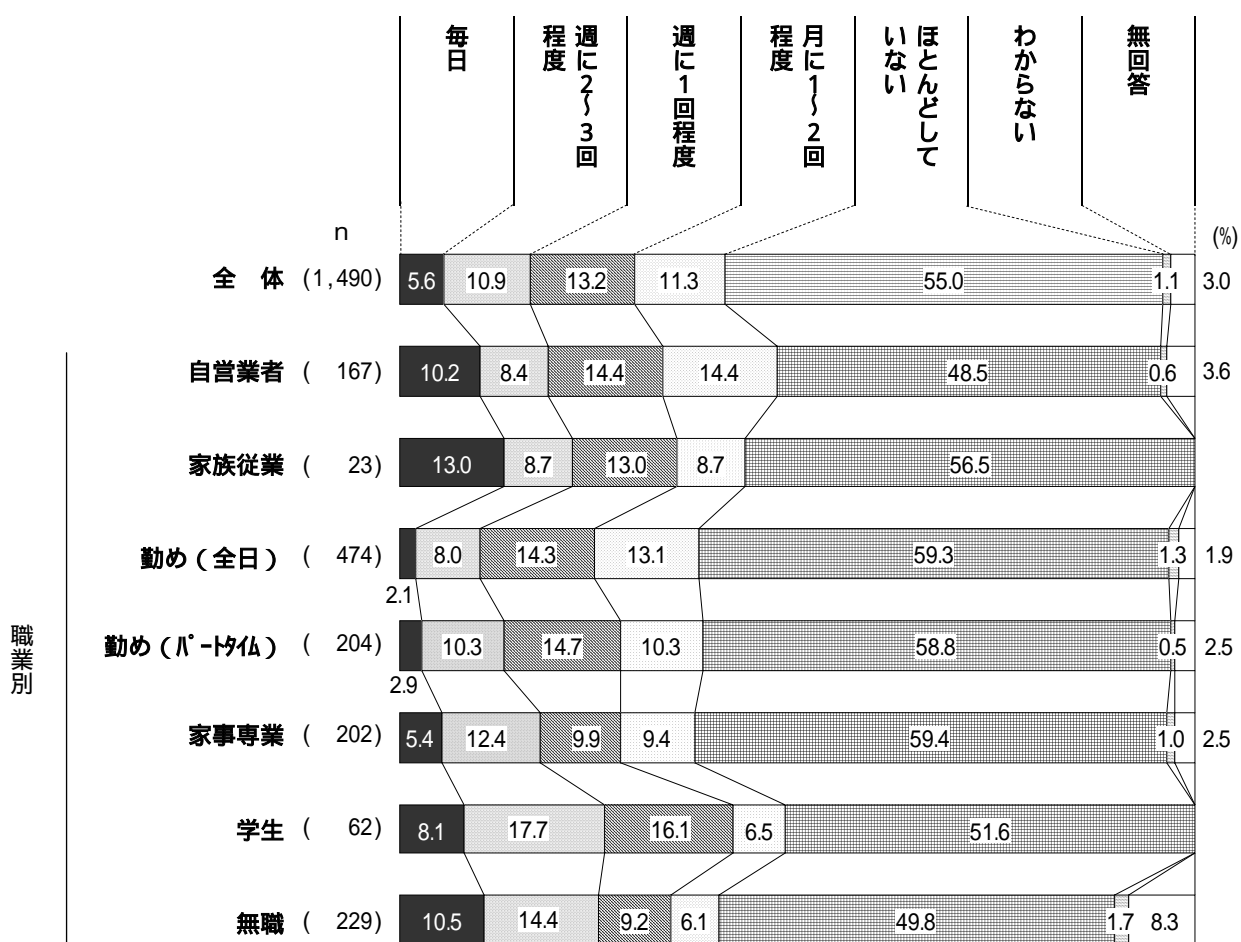 毎日
週に2～3回
程度
週に1回程度
月に1～2回
程度
ほとんどして
いない
わからない
無回答
n
(%)
全　体 (1,490) 5.6 10.9 13.2 11.3 55.0 1.1 3.0
職業別
自営業者 ( 167) 10.2 8.4 14.4 14.4 48.5 0.6 3.6
家族従業 ( 23) 13.0 8.7 13.0 8.7 56.5
勤め（全日） ( 474) 8.0 14.3 13.1 59.3 1.3 1.9
2.1
勤め（ﾊﾟｰﾄﾀｲﾑ） ( 204) 10.3 14.7 10.3 58.8 0.5 2.5
2.9
家事専業 ( 202) 5.4 12.4 9.9 9.4 59.4 1.0 2.5
学生 ( 62) 8.1 17.7 16.1 6.5 51.6
無職 ( 229) 10.5 14.4 9.2 6.1 49.8 1.7 8.3